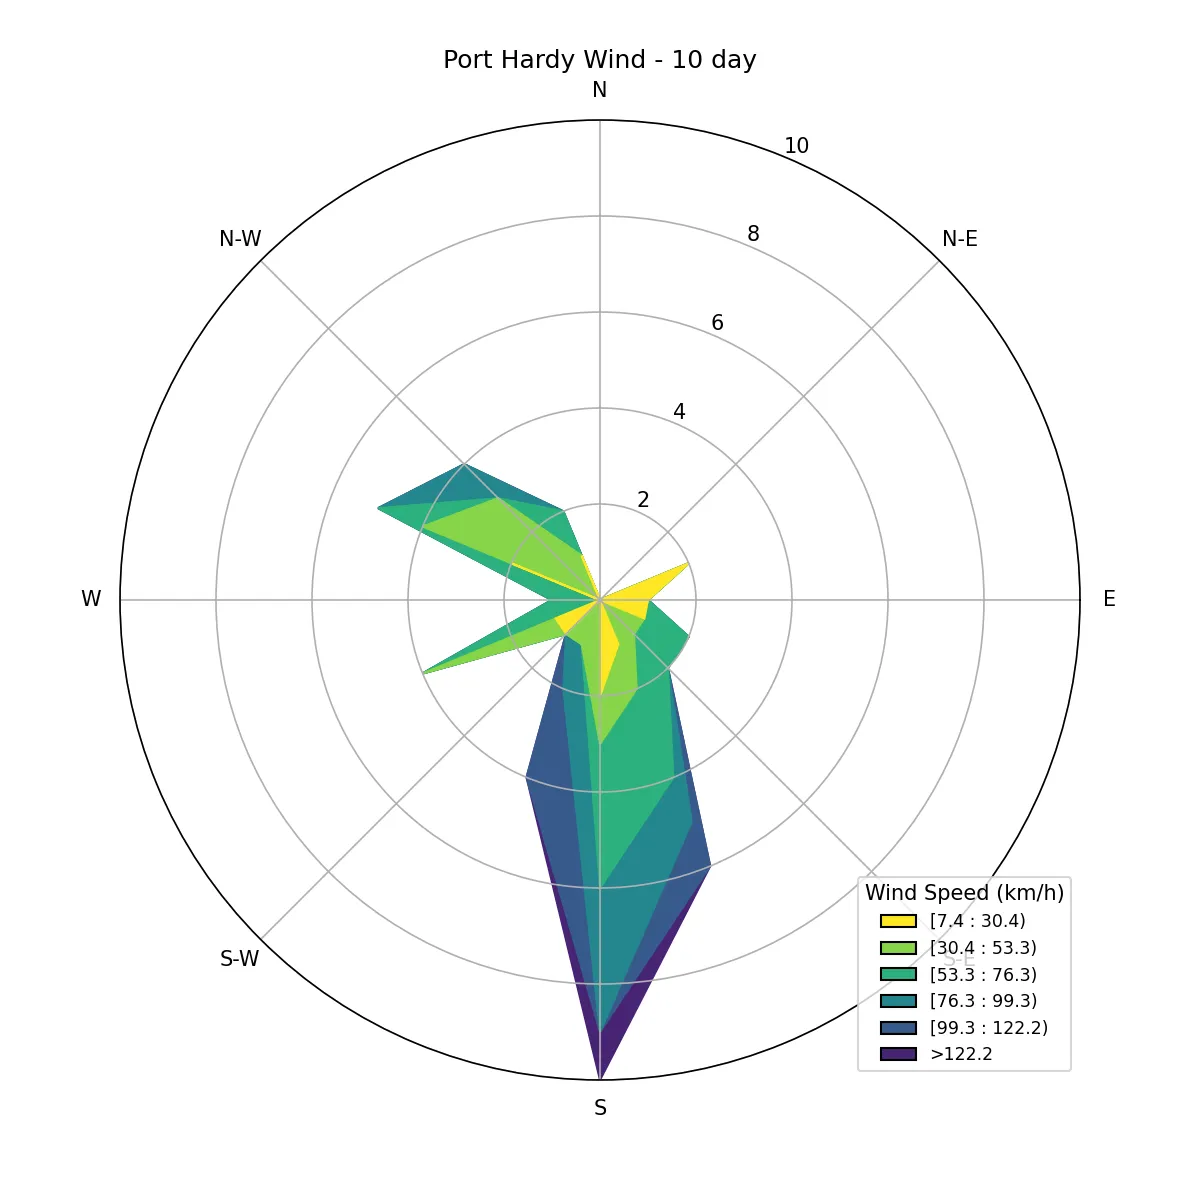 Port Hardy Wind - 10 day
N
10
N-W
8
N-E
6
4
2
W
E
Wind Speed (km/h)
[7.4 : 30.4)
[30.4 : 53.3)
S-W
S-E
[53.3 : 76.3)
[76.3 : 99.3)
[99.3 : 122.2)
>122.2
S